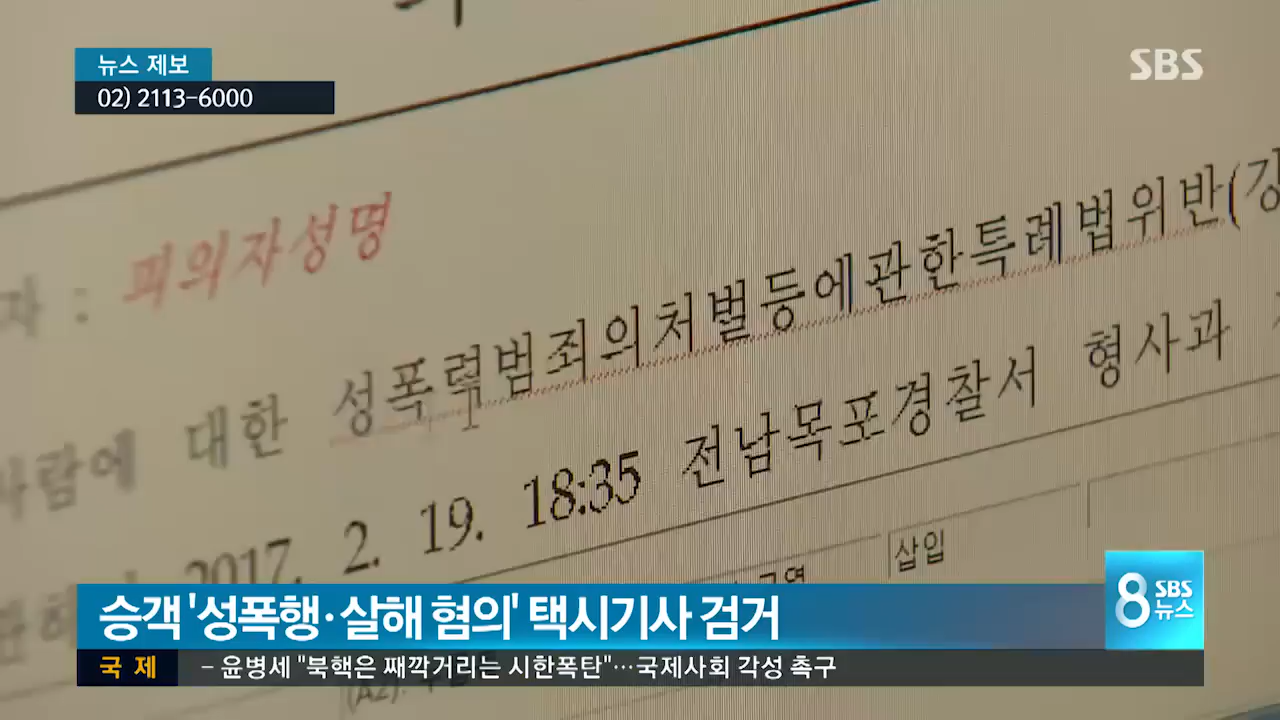 뉴스 제보
02) 2113-6000
SBS
자 : 피의자성명
사람에 대한 성폭력범죄의처벌등에관한특례법위반(강
2017. 2. 19. 18:35 전남목포경찰서 형사과
삽입
승객 '성폭행·살해 혐의' 택시기사 검거
8 SBS 뉴스
국 제 – 윤병세 "북핵은 째깍거리는 시한폭탄"…국제사회 각성 촉구